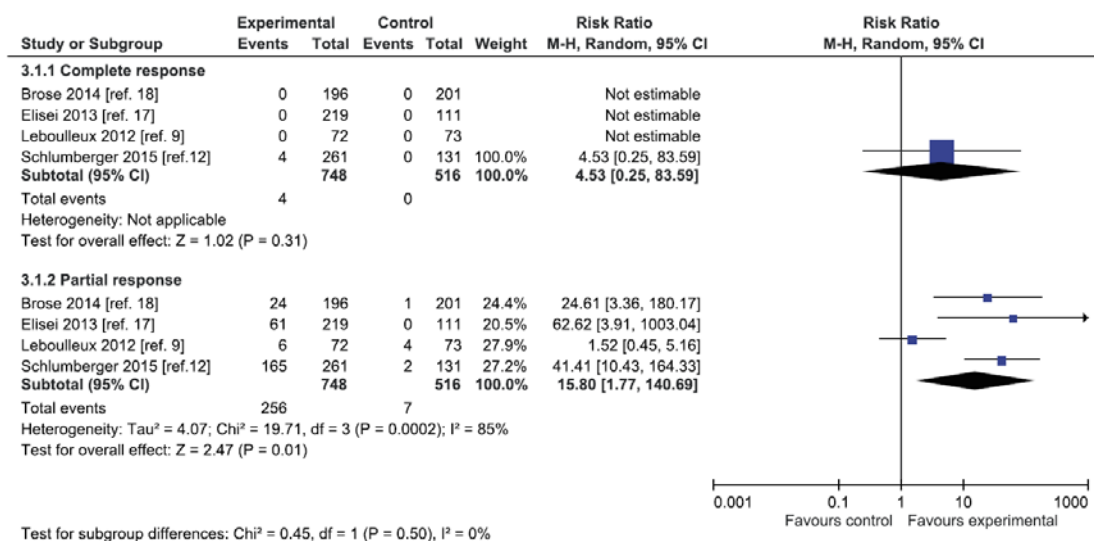 Experimental Control Risk Ratio Risk Ratio
Study or Subgroup Events Total Events Total Weight M-H, Random, 95% CI M-H, Random, 95% CI
3.1.1 Complete response
Brose 2014 [ref. 18] 0 196 0 201 Not estimable
Elisei 2013 [ref. 17] 0 219 0 111 Not estimable
Leboulleux 2012 [ref. 9] 0 72 0 73 Not estimable
Schlumberger 2015 [ref.12] 4 261 0 131 100.0% 4.53 [0.25, 83.59]
Subtotal (95% CI) 748 516 100.0% 4.53 [0.25, 83.59]
Total events 4 0
Heterogeneity: Not applicable
Test for overall effect: Z = 1.02 (P = 0.31)
3.1.2 Partial response
Brose 2014 [ref. 18] 24 196 1 201 24.4% 24.61 [3.36, 180.17]
Elisei 2013 [ref. 17] 61 219 0 111 20.5% 62.62 [3.91, 1003.04]
Leboulleux 2012 [ref. 9] 6 72 4 73 27.9% 1.52 [0.45, 5.16]
Schlumberger 2015 [ref.12] 165 261 2 131 27.2% 41.41 [10.43, 164.33]
Subtotal (95% CI) 748 516 100.0% 15.80 [1.77, 140.69]
Total events 256 7
Heterogeneity: Tau² = 4.07; Chi² = 19.71, df = 3 (P = 0.0002); I² = 85%
Test for overall effect: Z = 2.47 (P = 0.01)
0.001 0.1 1 10 1000
Favours control Favours experimental
Test for subgroup differences: Chi² = 0.45, df = 1 (P = 0.50), I² = 0%